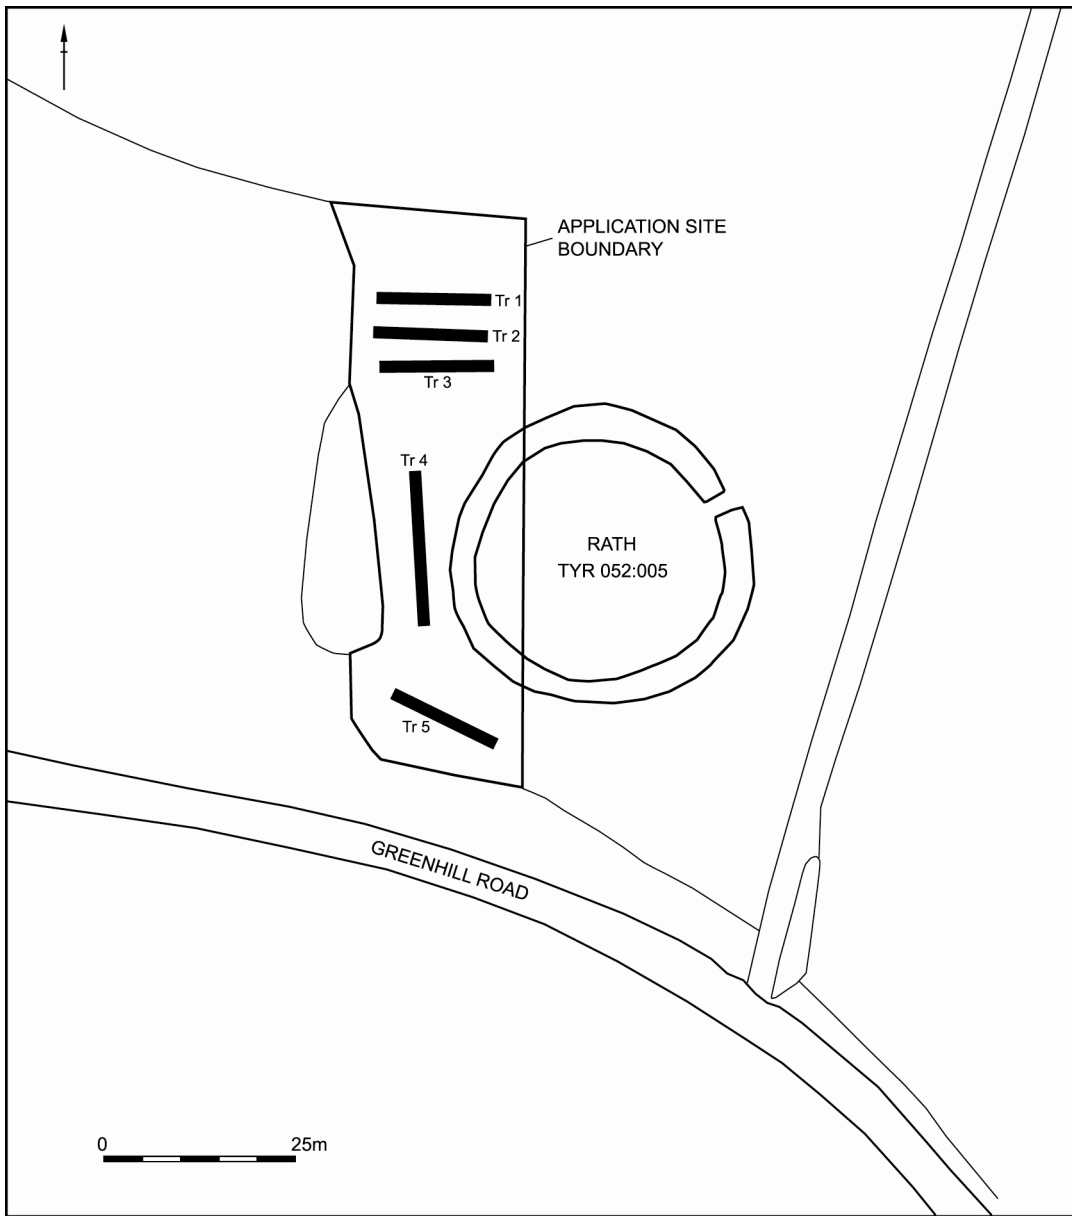 APPLICATION SITE
BOUNDARY
Tr 1
Tr 2
Tr 3
Tr 4
RATH
TYR 052:005
Tr 5
GREENHILL ROAD
0 25m